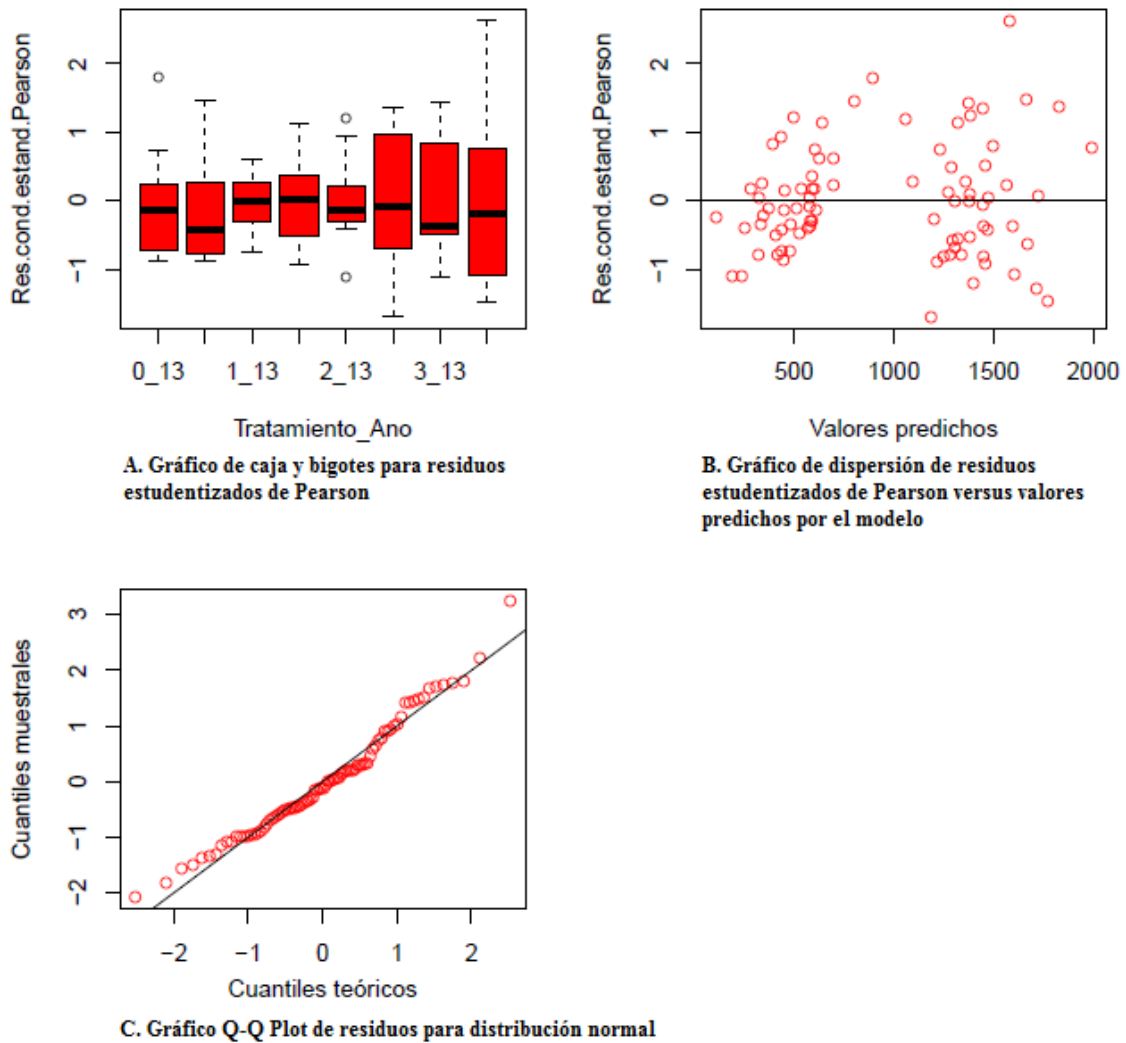 Res.cond.estand.Pearson
2
1
0
−1
0_13
1_13
2_13
3_13
Tratamiento_Ano
A. Gráfico de caja y bigotes para residuos
estudentizados de Pearson
Res.cond.estand.Pearson
2
1
0
−1
500
1000
1500
2000
Valores predichos
B. Gráfico de dispersión de residuos
estudentizados de Pearson versus valores
predichos por el modelo
Cuantiles muestrales
3
2
1
0
−1
−2
−2
−1
0
1
2
Cuantiles teóricos
C. Gráfico Q-Q Plot de residuos para distribución normal